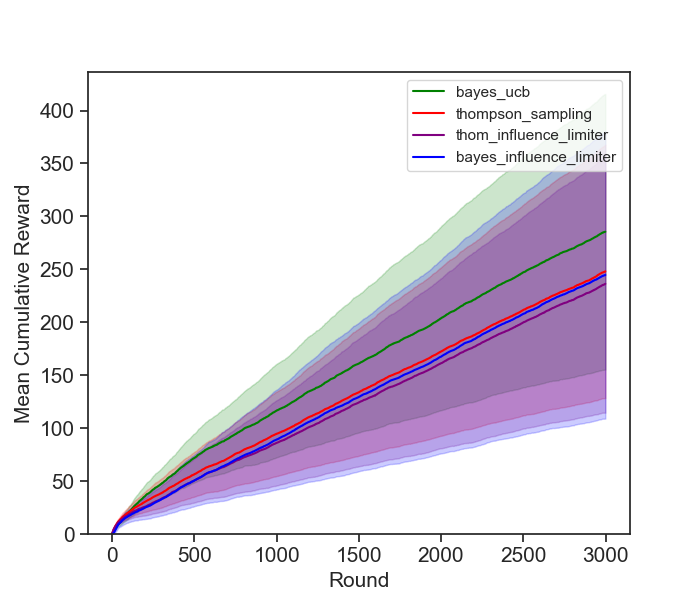 bayes_ucb
thompson_sampling
thom_influence_limiter
bayes_influence_limiter
400
350
300
250
200
150
100
50
0
Mean Cumulative Reward
0 500 1000 1500 2000 2500 3000
Round